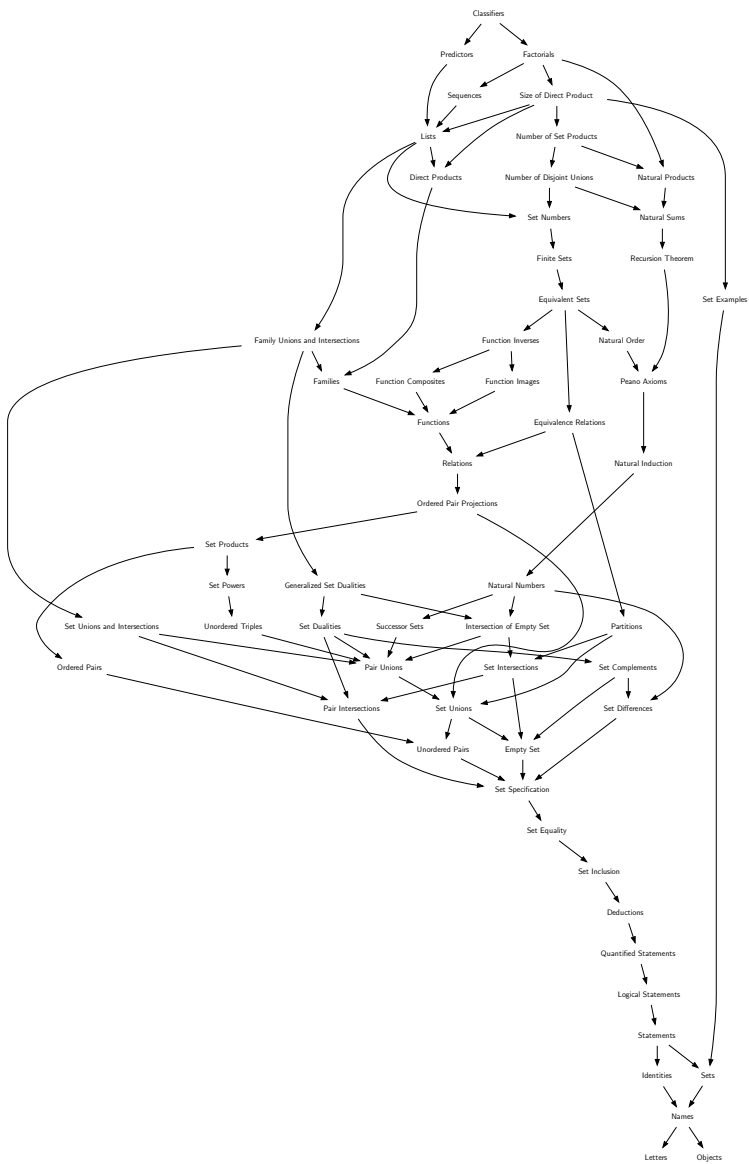 Classifiers
Predictors
Factorials
Sequences
Size of Direct Product
Lists
Number of Set Products
Direct Products
Number of Disjoint Unions
Natural Products
Set Numbers
Natural Sums
Finite Sets
Recursion Theorem
Equivalent Sets
Set Examples
Family Unions and Intersections
Function Inverses
Natural Order
Families
Function Composites
Function Images
Peano Axioms
Functions
Equivalence Relations
Relations
Natural Induction
Ordered Pair Projections
Set Products
Set Powers
Generalized Set Dualities
Natural Numbers
Set Unions and Intersections
Unordered Triples
Set Dualities
Successor Sets
Intersection of Empty Set
Partitions
Ordered Pairs
Pair Unions
Set Intersections
Set Complements
Pair Intersections
Set Unions
Set Differences
Unordered Pairs
Empty Set
Set Specification
Set Equality
Set Inclusion
Deductions
Quantified Statements
Logical Statements
Statements
Identities
Sets
Names
Letters
Objects